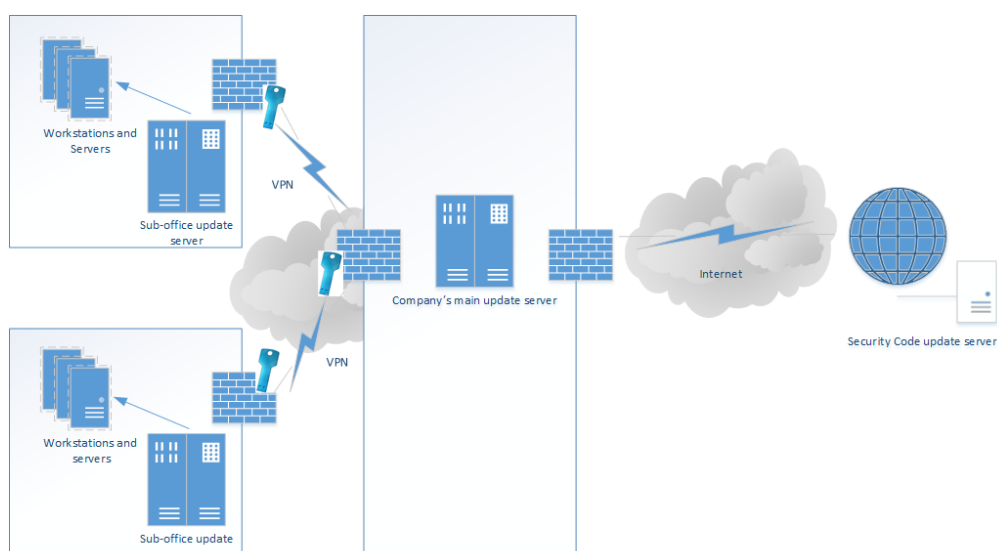 Workstations and
Servers
Sub-office update
server
VPN
Company's main update server
Internet
Security Code update server
VPN
Workstations and
servers
Sub-office update